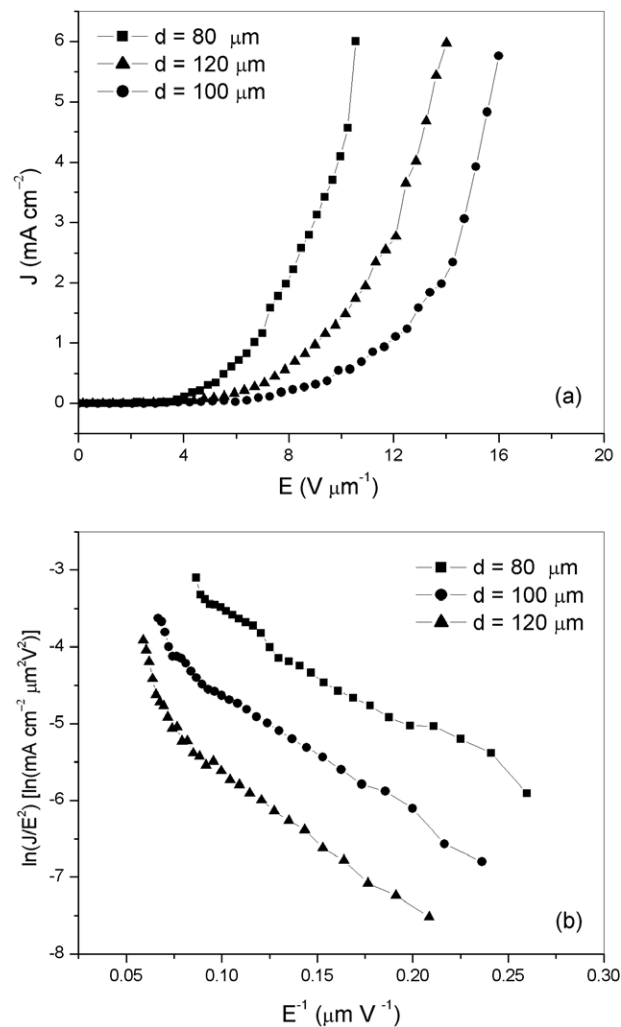 6
5
4
3
2
1
0
J (mA cm⁻²)
d = 80 μm
d = 120 μm
d = 100 μm
(a)
0 4 8 12 16 20
E (V μm⁻¹)
-3
-4
-5
-6
-7
-8
ln(J/E²) [ln(mA cm⁻² μm²V²)]
d = 80 μm
d = 100 μm
d = 120 μm
(b)
0.05 0.10 0.15 0.20 0.25 0.30
E⁻¹ (μm V⁻¹)